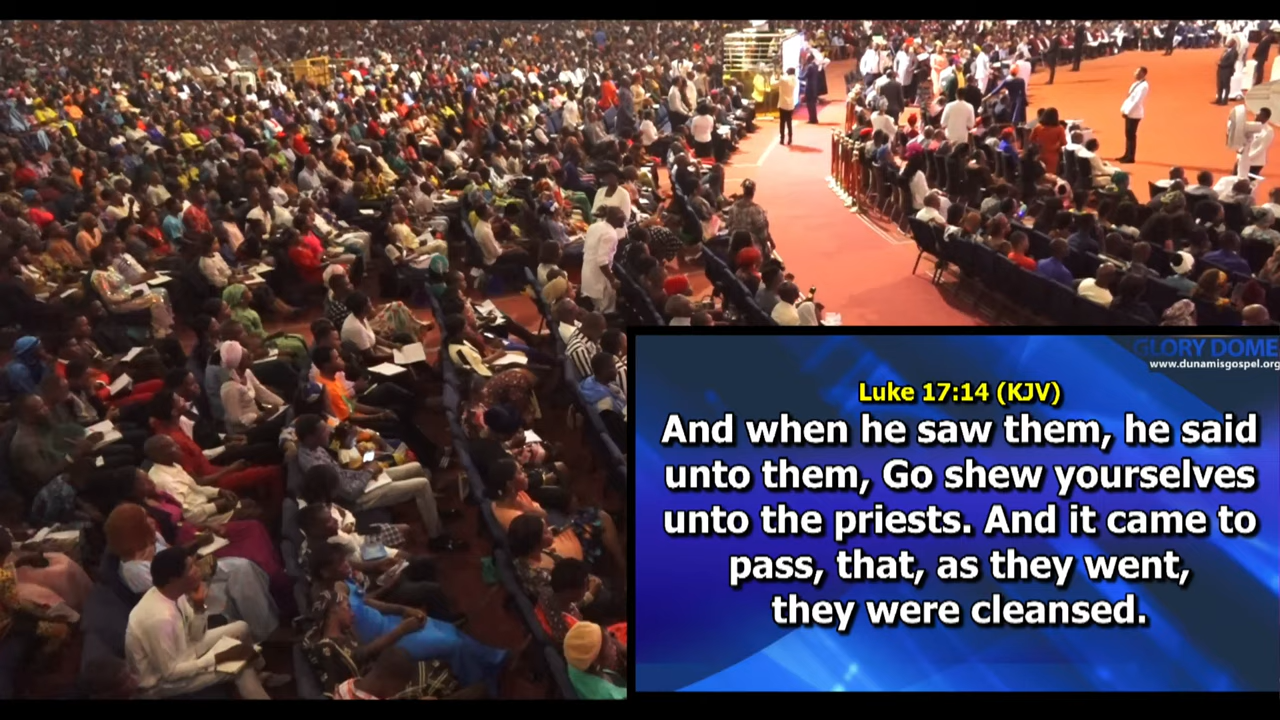 GLORY DOME
www.dunamisgospel.org
Luke 17:14 (KJV)
And when he saw them, he said
unto them, Go shew yourselves
unto the priests. And it came to
pass, that, as they went,
they were cleansed.